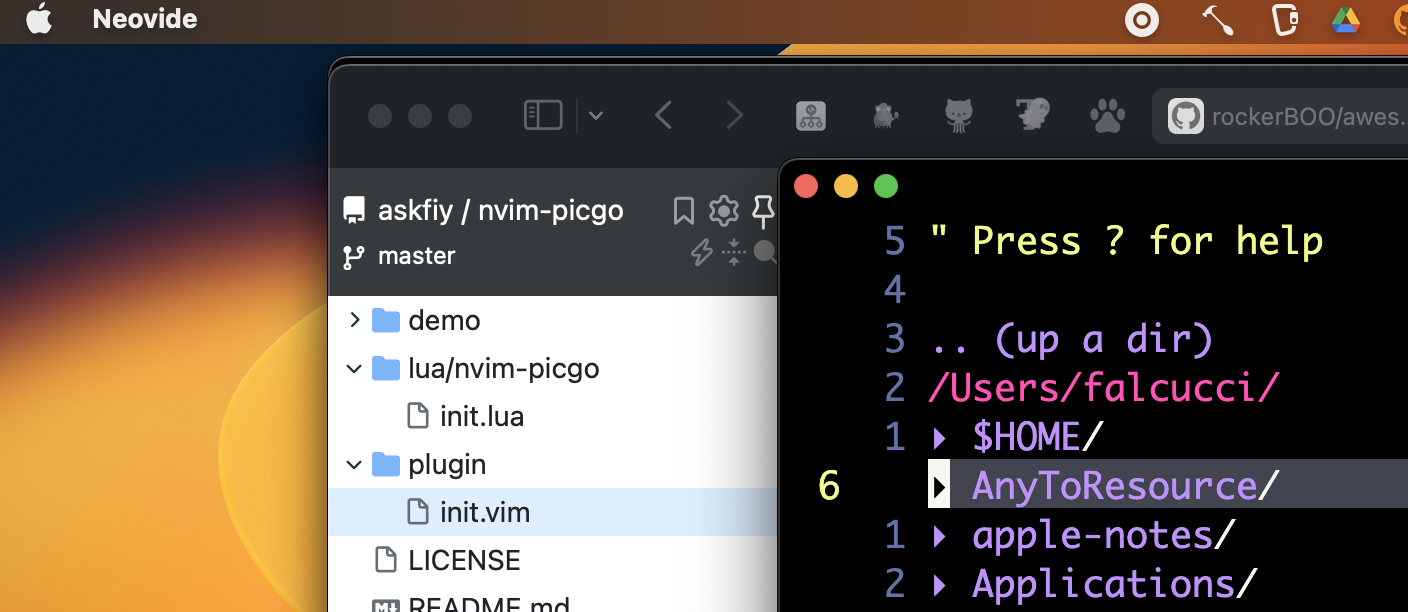 Neovide
rockerBOO/awes.
askfiy / nvim-picgo
master
demo
lua/nvim-picgo
init.lua
plugin
init.vim
LICENSE
README.md
5 " Press ? for help
4
3 .. (up a dir)
2 /Users/falcucci/
1 ▸ $HOME/
6 ▸ AnyToResource/
1 ▸ apple-notes/
2 ▸ Applications/